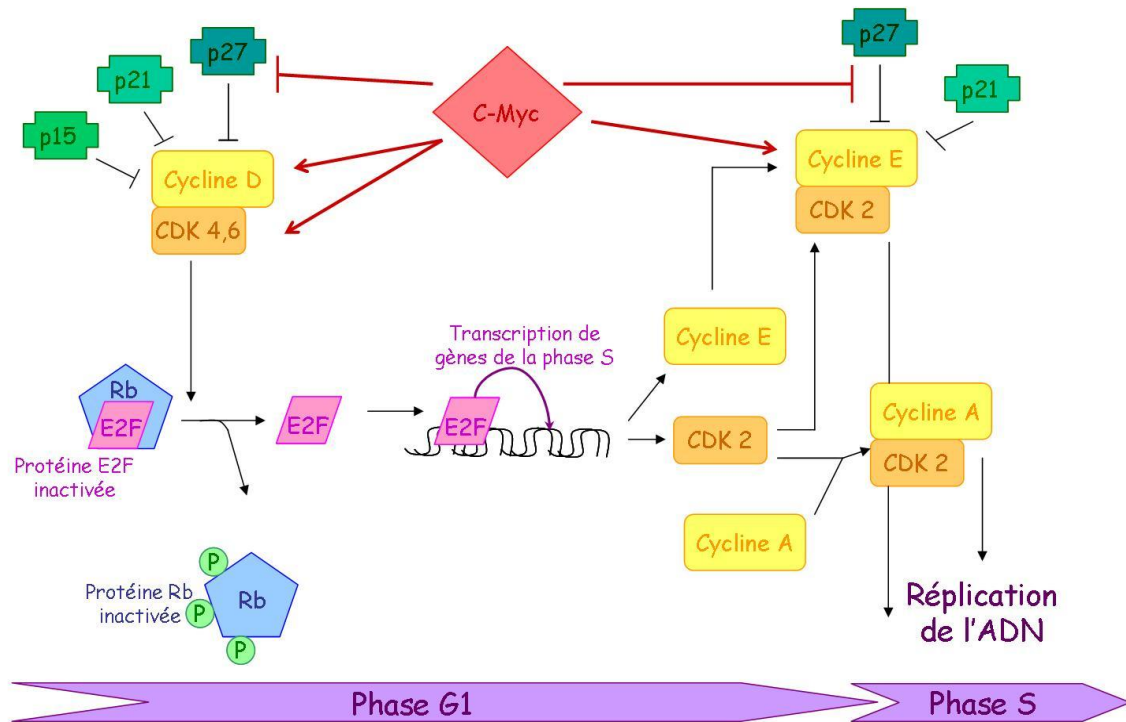 p27
p27
p21
p21
C-Myc
p15
Cycline D
Cycline E
CDK 4,6
CDK 2
Transcription de
gènes de la phase S
Cycline E
Rb
E2F
E2F
E2F
CDK 2
Cycline A
CDK 2
Protéine E2F
inactivée
Cycline A
P
Protéine Rb
inactivée
Rb
P
P
Réplication
de l'ADN
Phase G1
Phase S